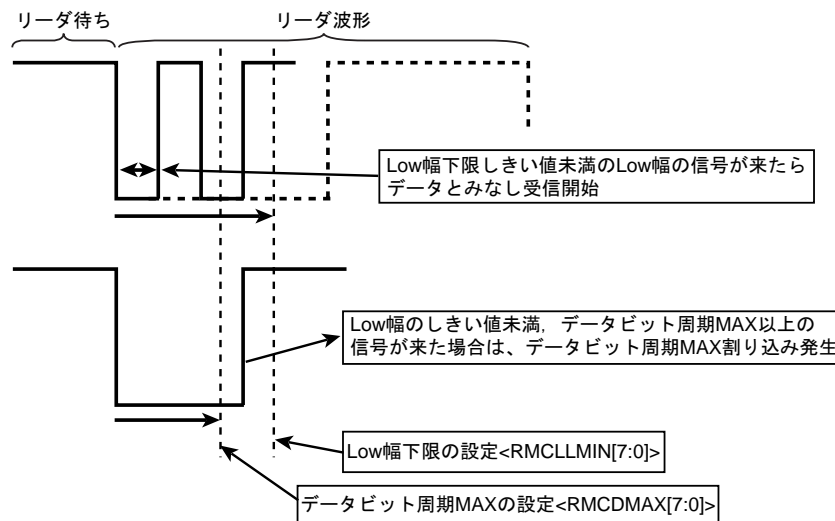 リーダ待ち
リーダ波形
Low幅下限しきい値未満のLow幅の信号が来たら
データとみなし受信開始
Low幅のしきい値未満, データビット周期MAX以上の
信号が来た場合は、データビット周期MAX割り込み発生
Low幅下限の設定<RMCLLMIN[7:0]>
データビット周期MAXの設定<RMCDMAX[7:0]>